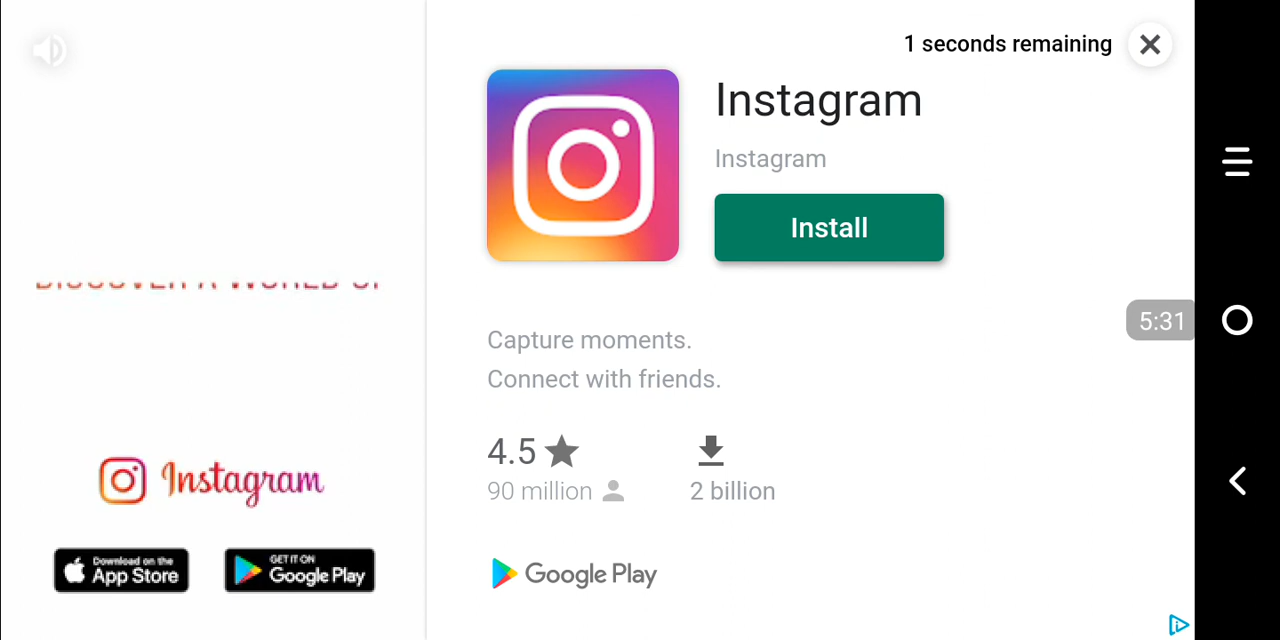 1 seconds remaining
Instagram
Instagram
Install
5:31
Capture moments.
Connect with friends.
4.5
90 million
2 billion
Instagram
Download on the
App Store
GET IT ON
Google Play
Google Play